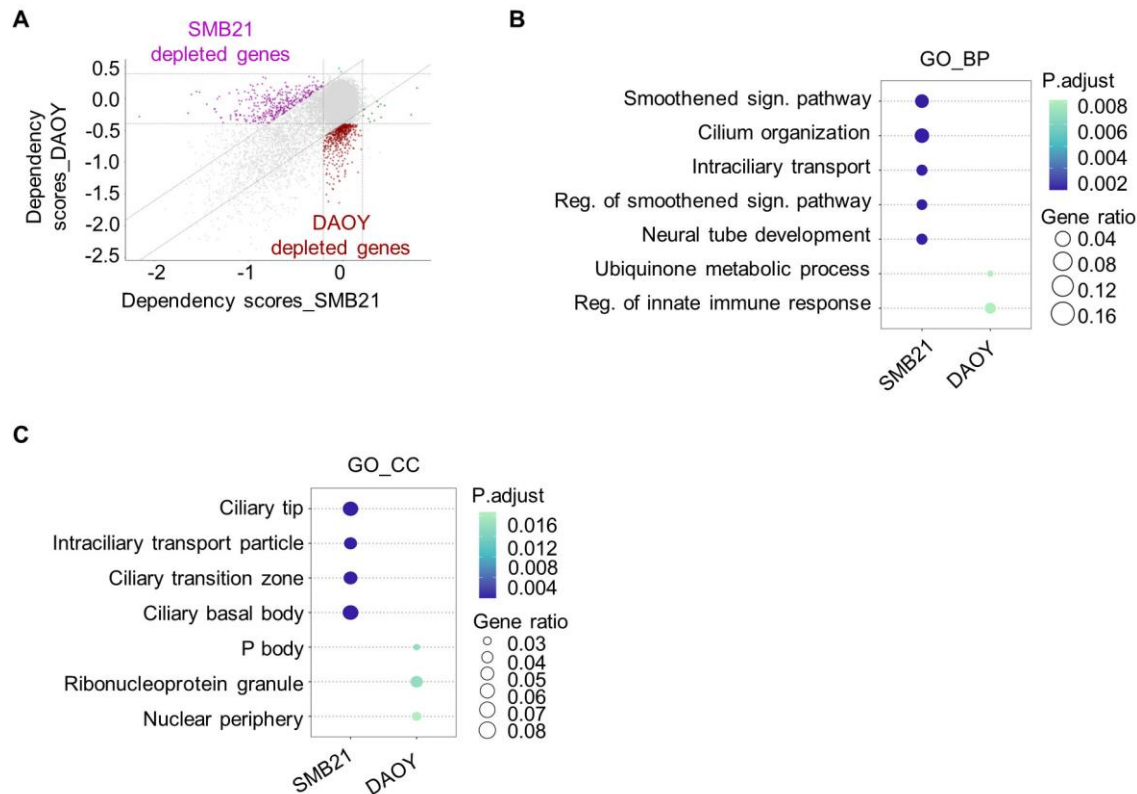 A
SMB21
depleted genes
Dependency
scores_DAOY
0.5
0.0
-0.5
-1.0
-1.5
-2.0
-2.5
DAOY
depleted genes
-2
-1
0
Dependency scores_SMB21
B
GO_BP
Smoothened sign. pathway
Cilium organization
Intraciliary transport
Reg. of smoothened sign. pathway
Neural tube development
Ubiquinone metabolic process
Reg. of innate immune response
SMB21
DAOY
P.adjust
0.008
0.006
0.004
0.002
Gene ratio
0.04
0.08
0.12
0.16
C
GO_CC
Ciliary tip
Intraciliary transport particle
Ciliary transition zone
Ciliary basal body
P body
Ribonucleoprotein granule
Nuclear periphery
SMB21
DAOY
P.adjust
0.016
0.012
0.008
0.004
Gene ratio
0.03
0.04
0.05
0.06
0.07
0.08